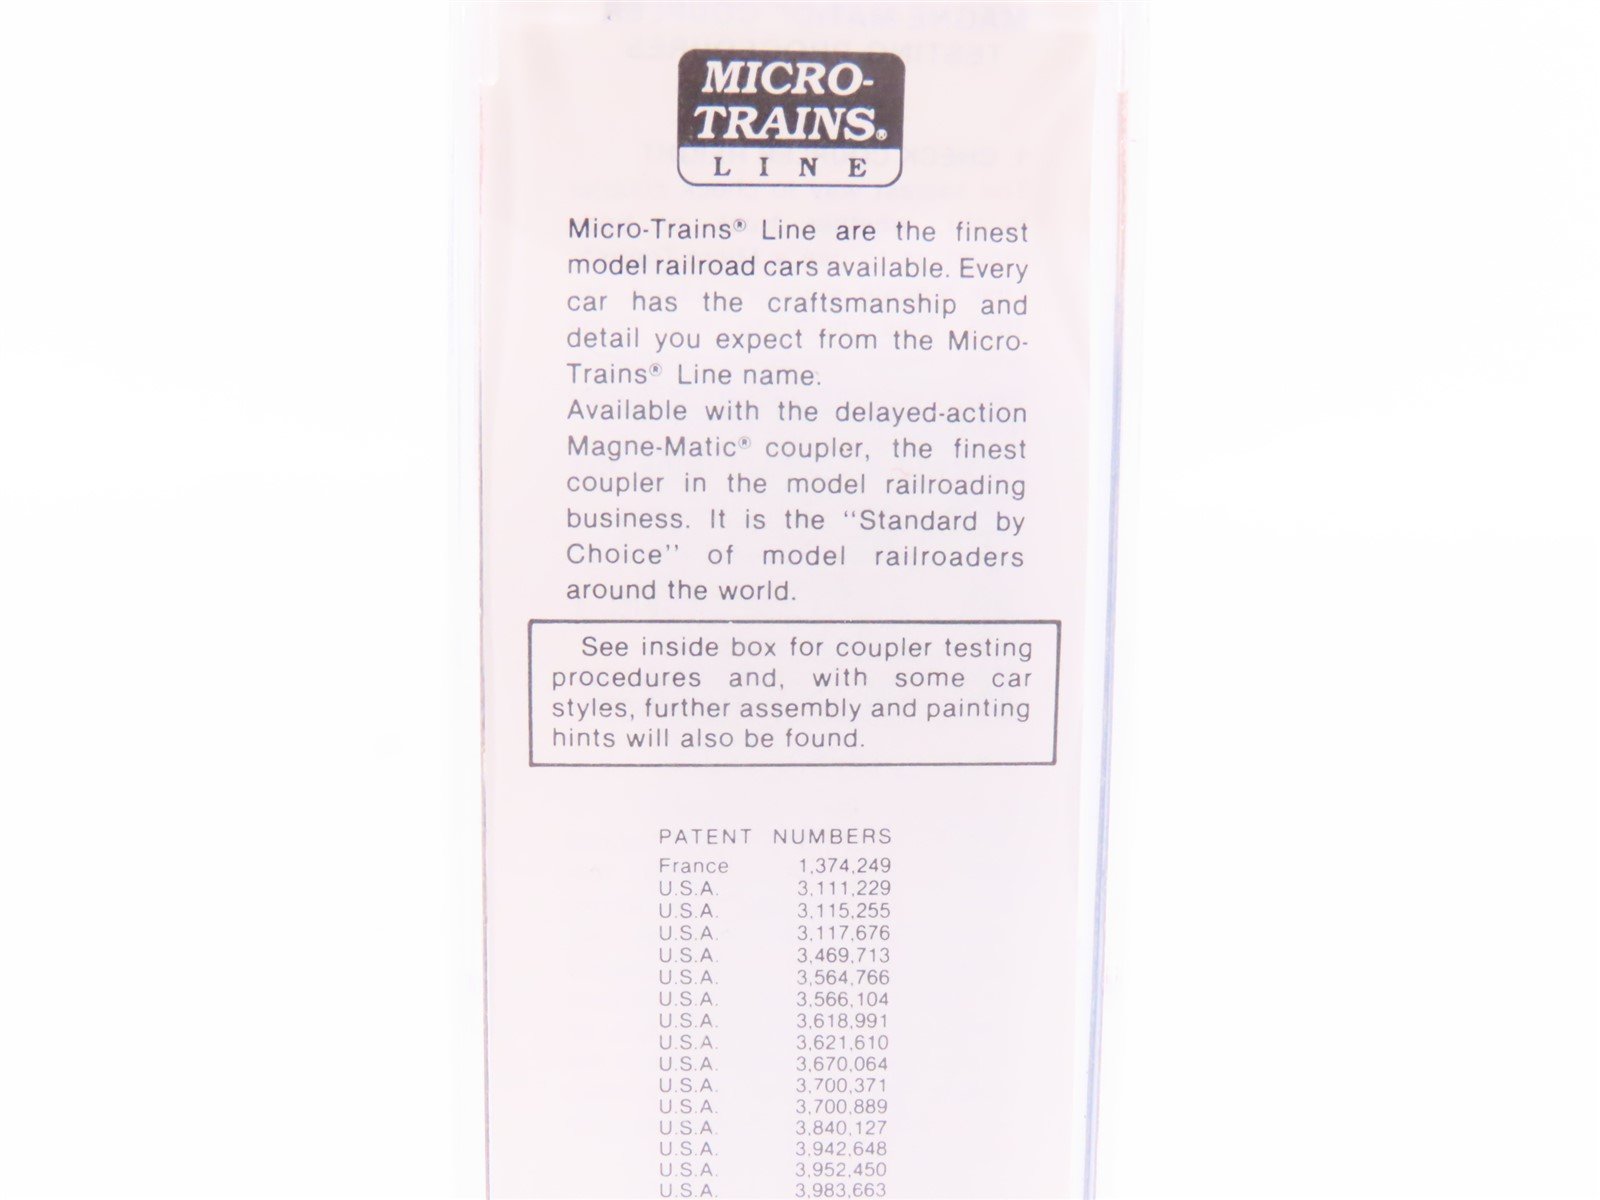 MICRO-
TRAINS®
LINE
Micro-Trains® Line are the finest
model railroad cars available. Every
car has the craftsmanship and
detail you expect from the Micro-
Trains® Line name.
Available with the delayed-action
Magne-Matic® coupler, the finest
coupler in the model railroading
business. It is the "Standard by
Choice" of model railroaders
around the world.
See inside box for coupler testing
procedures and, with some car
styles, further assembly and painting
hints will also be found.
PATENT NUMBERS
France 1,374,249
U.S.A. 3,111,229
U.S.A. 3,115,255
U.S.A. 3,117,676
U.S.A. 3,469,713
U.S.A. 3,564,766
U.S.A. 3,566,104
U.S.A. 3,618,991
U.S.A. 3,621,610
U.S.A. 3,670,064
U.S.A. 3,700,371
U.S.A. 3,700,889
U.S.A. 3,840,127
U.S.A. 3,942,648
U.S.A. 3,952,450
U.S.A. 3,983,663